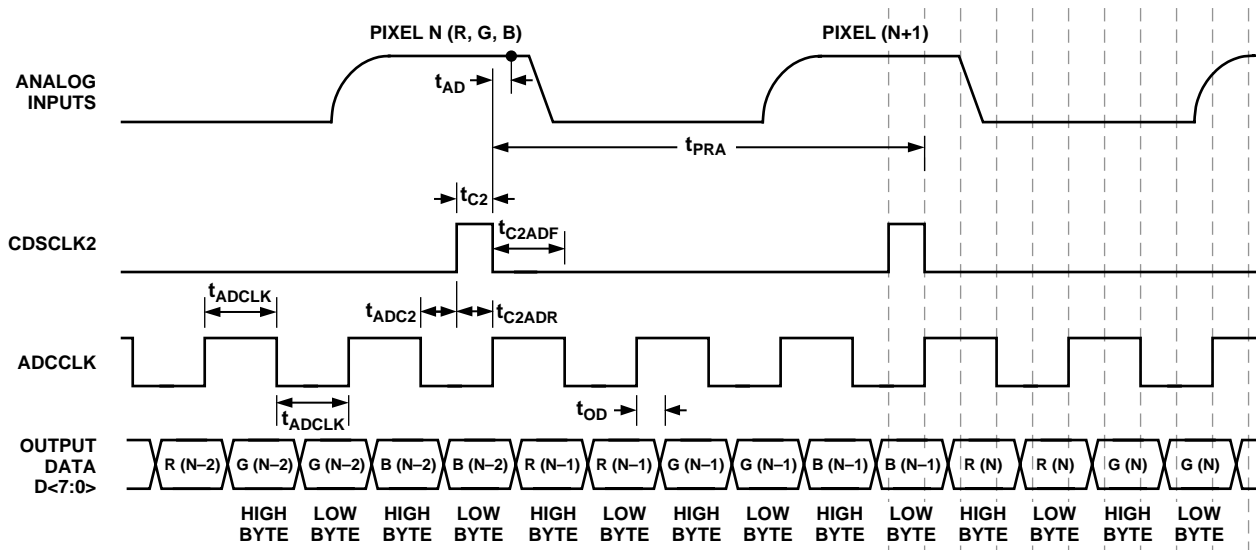 PIXEL N (R, G, B)
PIXEL (N+1)
ANALOG
INPUTS
tAD
tPRA
tC2
tC2ADF
CDSCLK2
tADCLK
tADC2
tC2ADR
ADCCLK
tADCLK
tOD
OUTPUT
DATA
D<7:0>
R (N–2) G (N–2) G (N–2) B (N–2) B (N–2) R (N–1) R (N–1) G (N–1) G (N–1) B (N–1) B (N–1) R (N) R (N) G (N) G (N)
HIGH LOW HIGH LOW HIGH LOW HIGH LOW HIGH LOW HIGH LOW HIGH LOW
BYTE BYTE BYTE BYTE BYTE BYTE BYTE BYTE BYTE BYTE BYTE BYTE BYTE BYTE